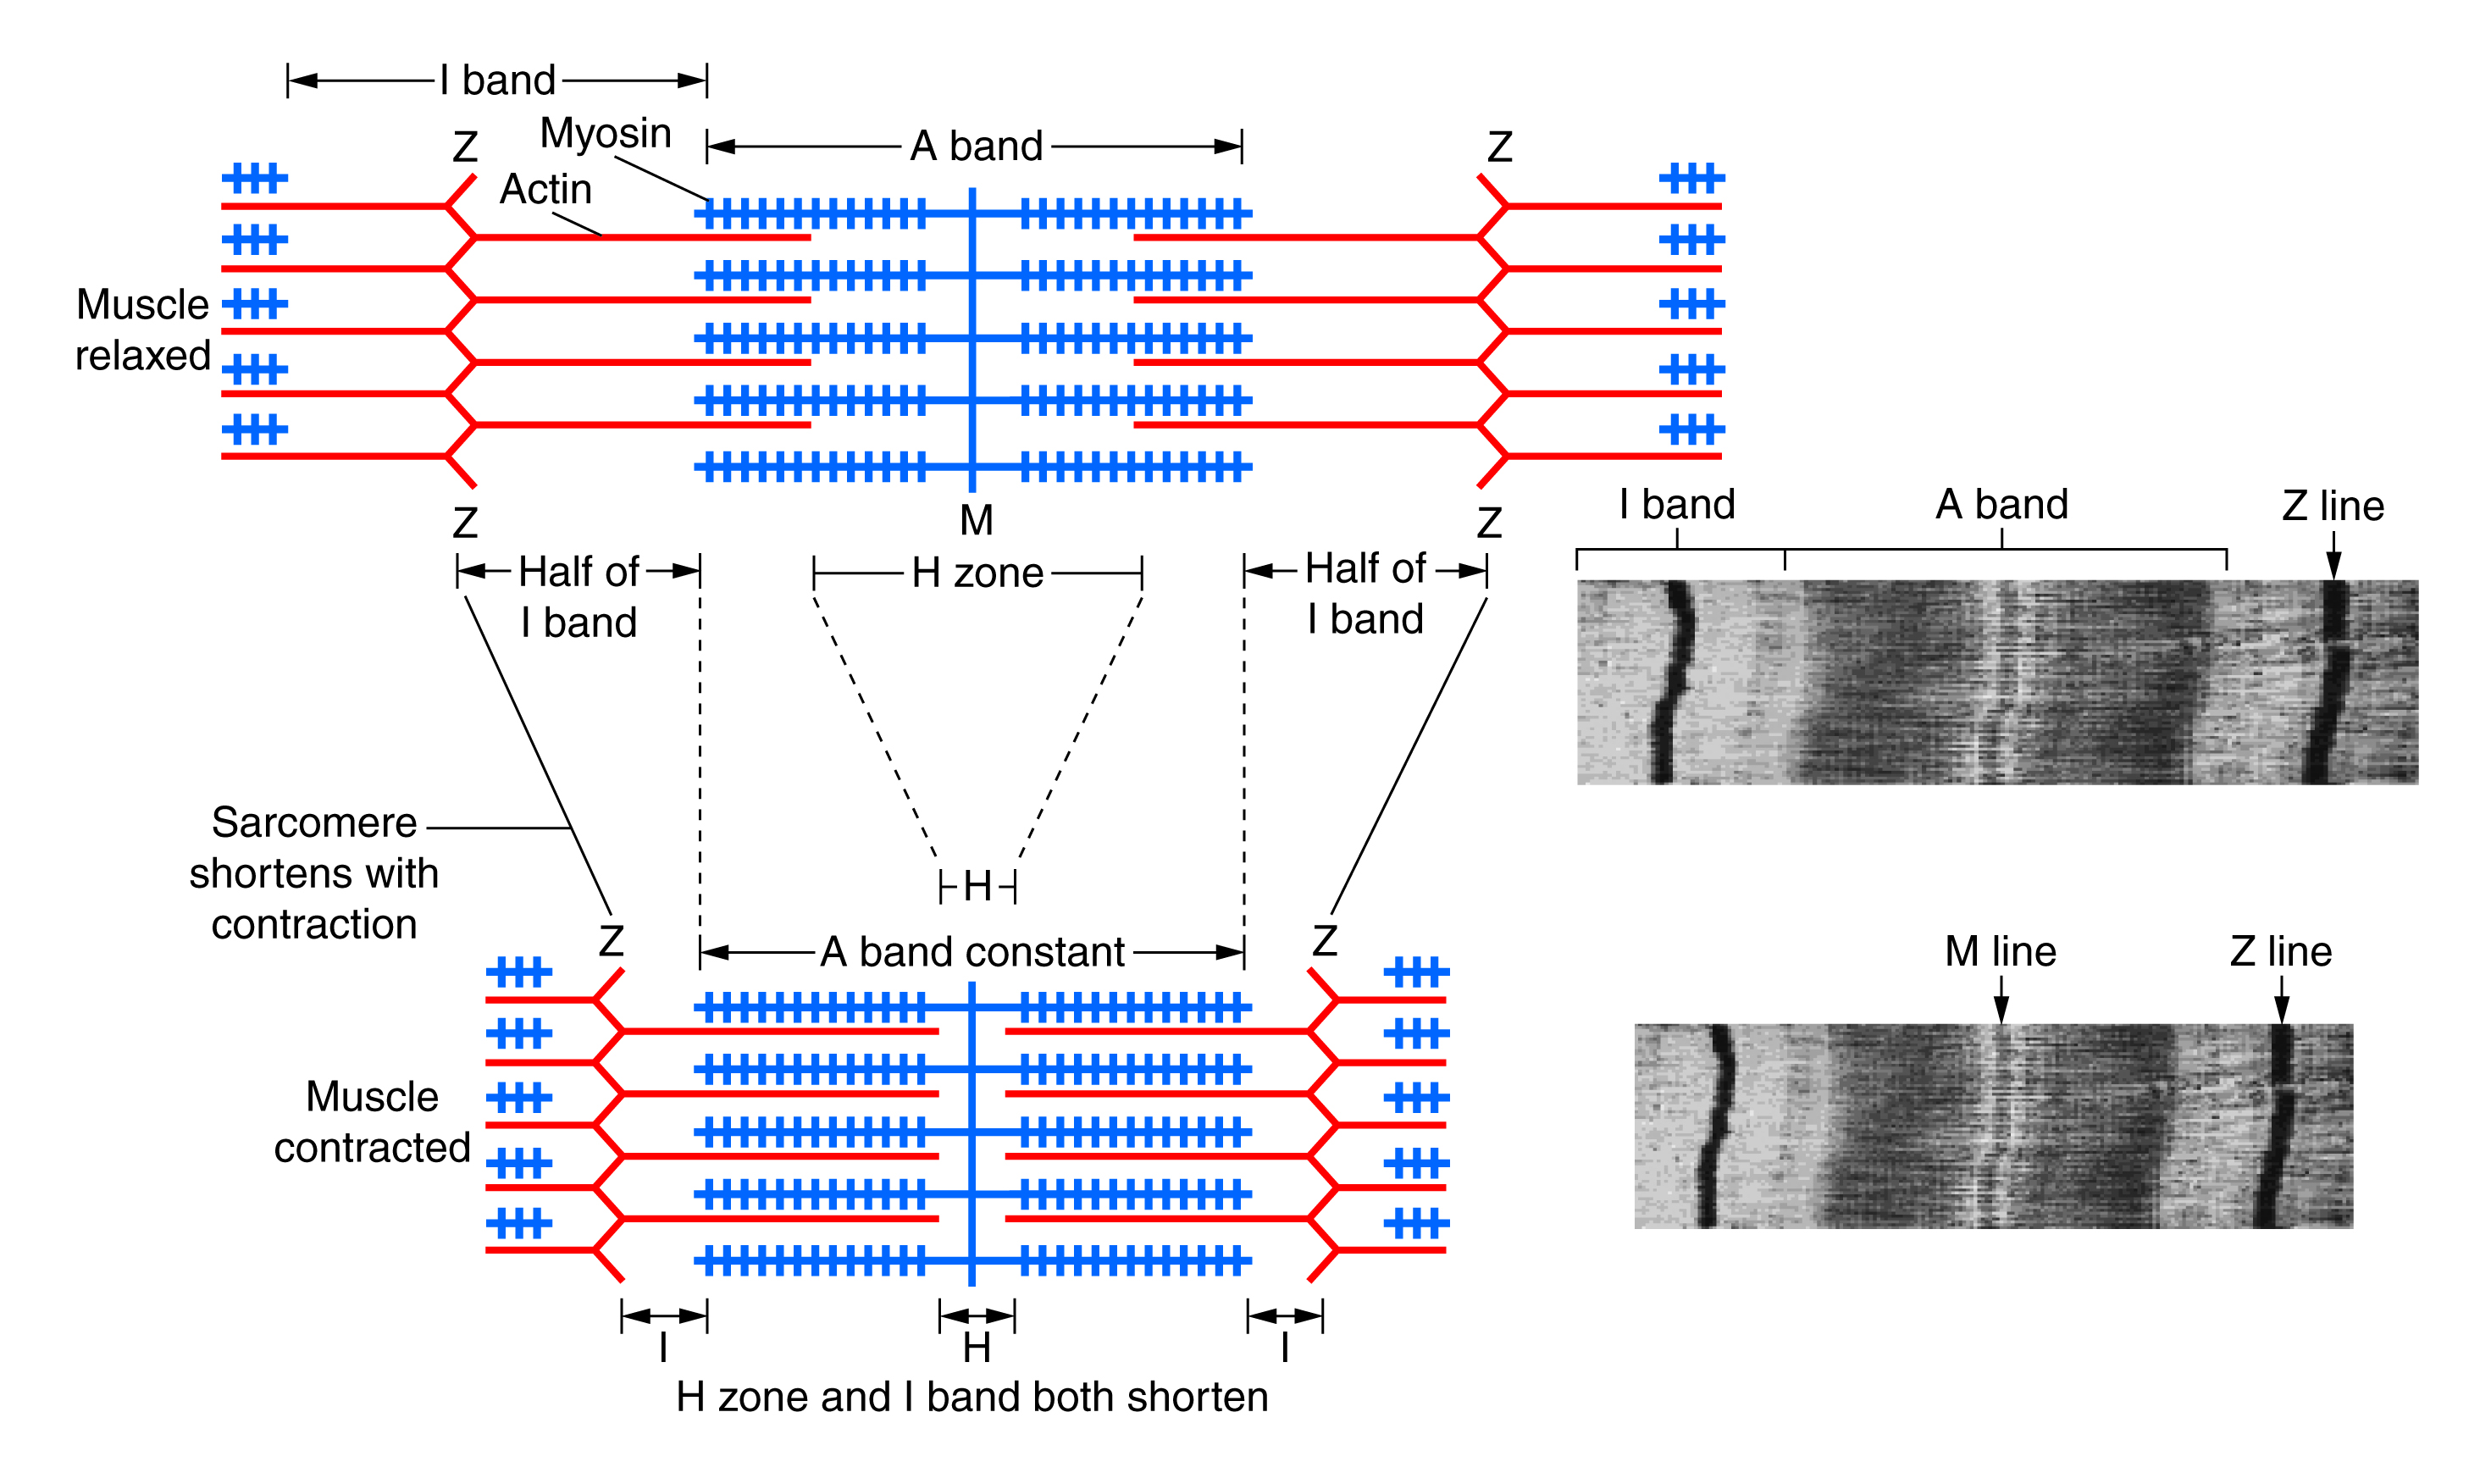 I band
Myosin
A band
Z
Z
Actin
Muscle
relaxed
Z
M
Z
I band
A band
Z line
Half of
I band
H zone
Half of
I band
Sarcomere
shortens with
contraction
H
Z
A band constant
Z
M line
Z line
Muscle
contracted
I
H
I
H zone and I band both shorten